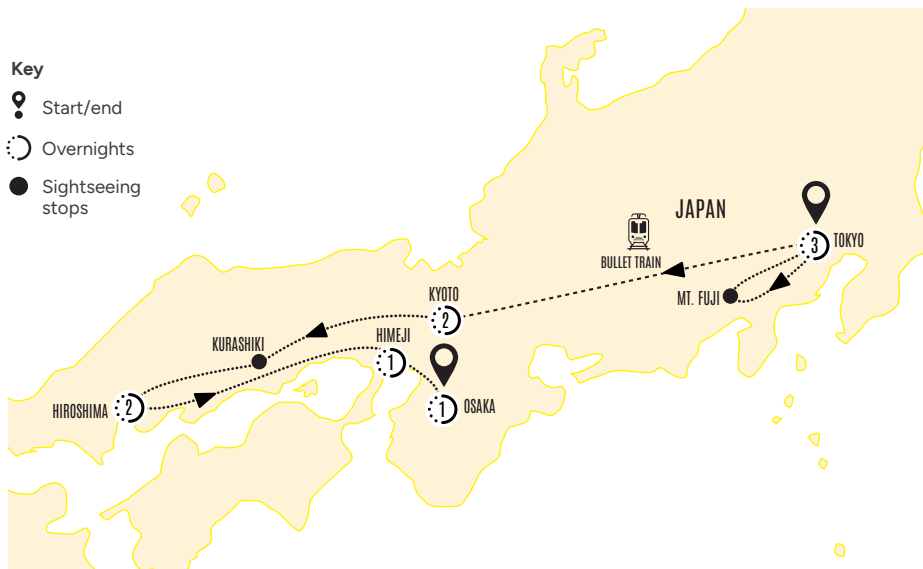 Key
Start/end
Overnights
Sightseeing
stops
JAPAN
3
TOKYO
BULLET TRAIN
MT. FUJI
KYOTO
2
HIMEJI
1
KURASHIKI
HIROSHIMA
2
1
OSAKA